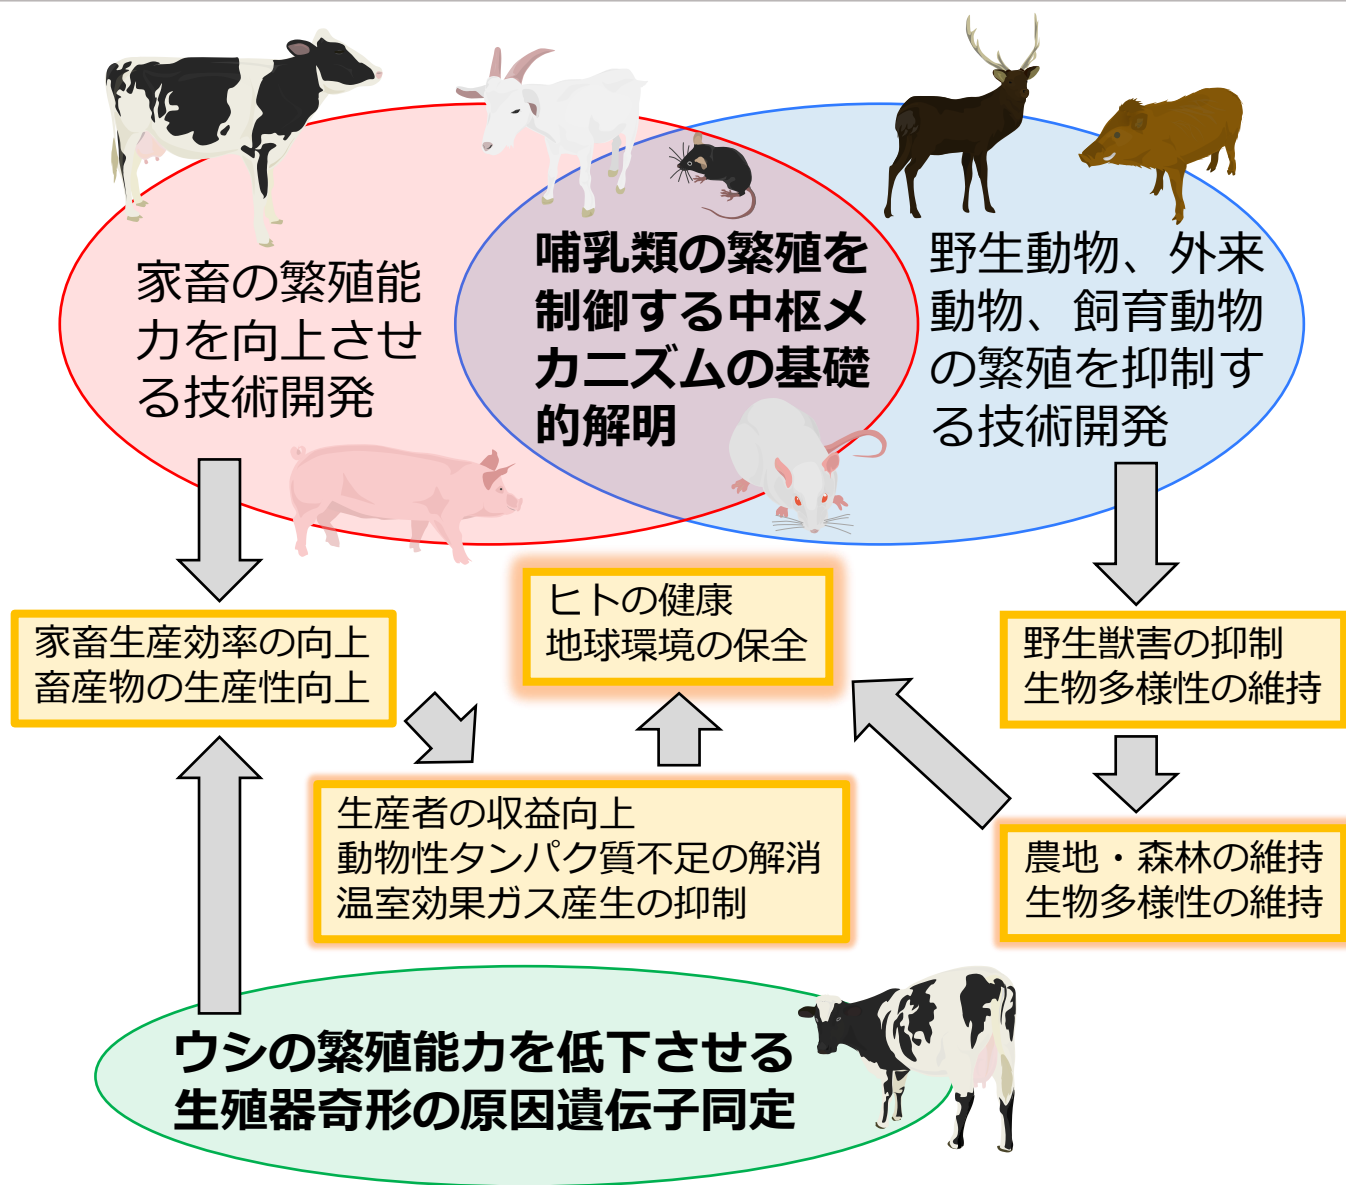 家畜の繁殖能
力を向上させ
る技術開発
哺乳類の繁殖を
制御する中枢メ
カニズムの基礎
的解明
野生動物、外来
動物、飼育動物
の繁殖を抑制す
る技術開発
家畜生産効率の向上
畜産物の生産性向上
ヒトの健康
地球環境の保全
野生獣害の抑制
生物多様性の維持
生産者の収益向上
動物性タンパク質不足の解消
温室効果ガス産生の抑制
農地・森林の維持
生物多様性の維持
ウシの繁殖能力を低下させる
生殖器奇形の原因遺伝子同定